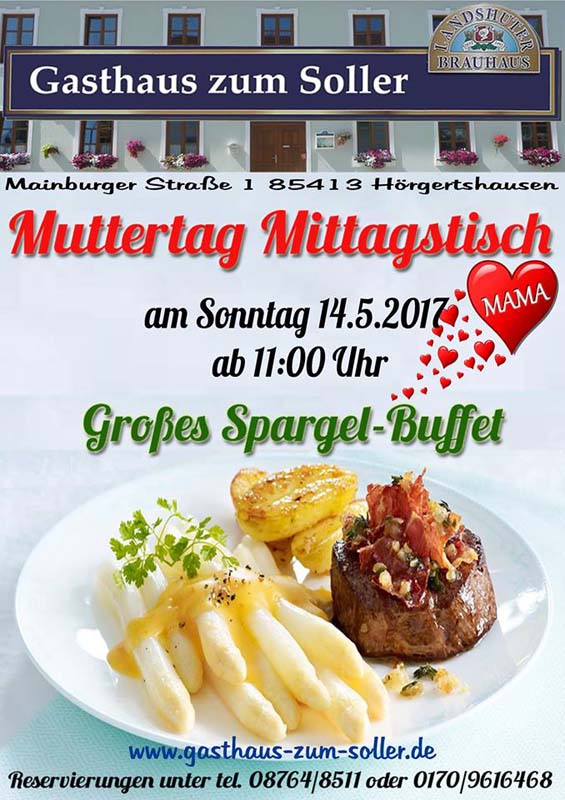 LANDSHUTER
BRAUHAUS
Gasthaus zum Soller
Mainburger Straße 1 85413 Hörgertshausen
Muttertag Mittagstisch
MAMA
am Sonntag 14.5.2017
ab 11:00 Uhr
Großes Spargel-Buffet
www.gasthaus-zum-soller.de
Reservierungen unter tel. 08764/8511 oder 0170/9616468